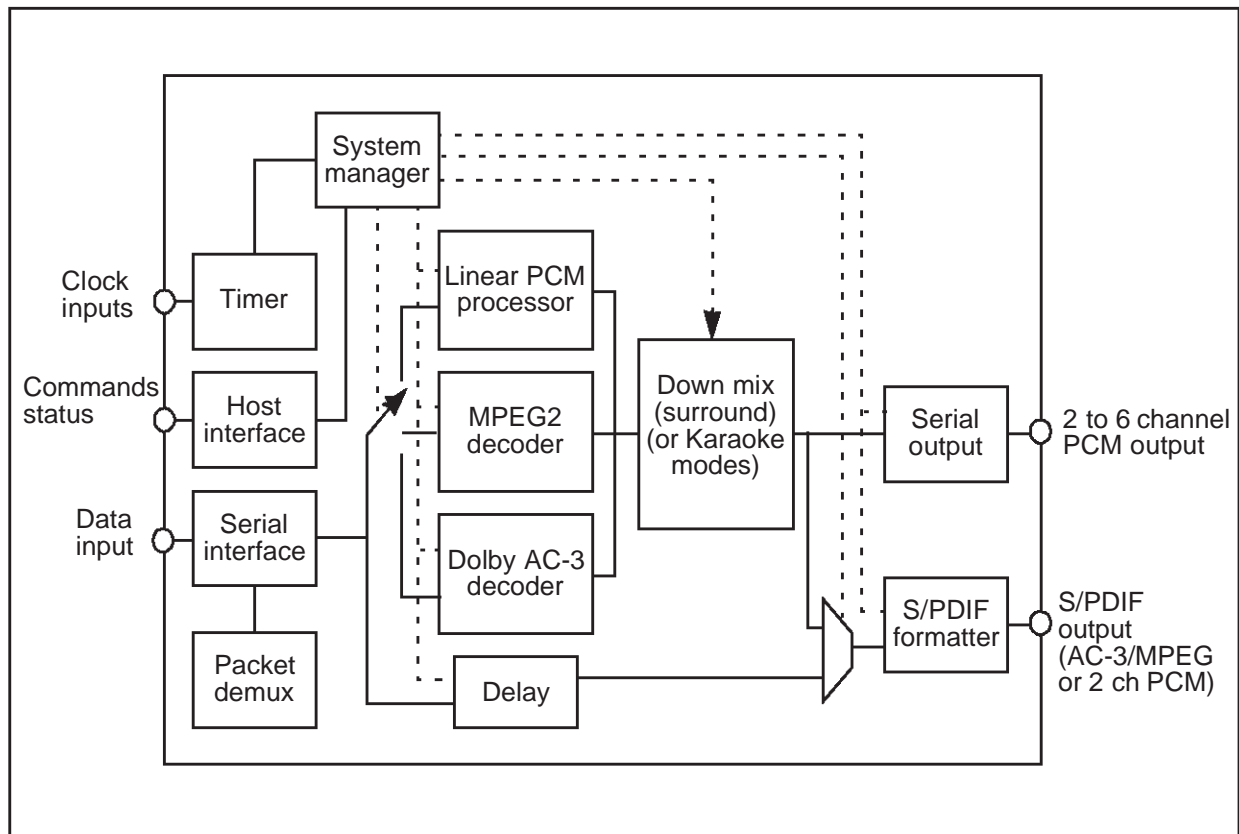 System
manager
Clock
inputs
Timer
Linear PCM
processor
Commands
status
Host
interface
MPEG2
decoder
Down mix
(surround)
(or Karaoke
modes)
Serial
output
2 to 6 channel
PCM output
Data
input
Serial
interface
Dolby AC-3
decoder
S/PDIF
formatter
S/PDIF
output
(AC-3/MPEG
or 2 ch PCM)
Packet
demux
Delay